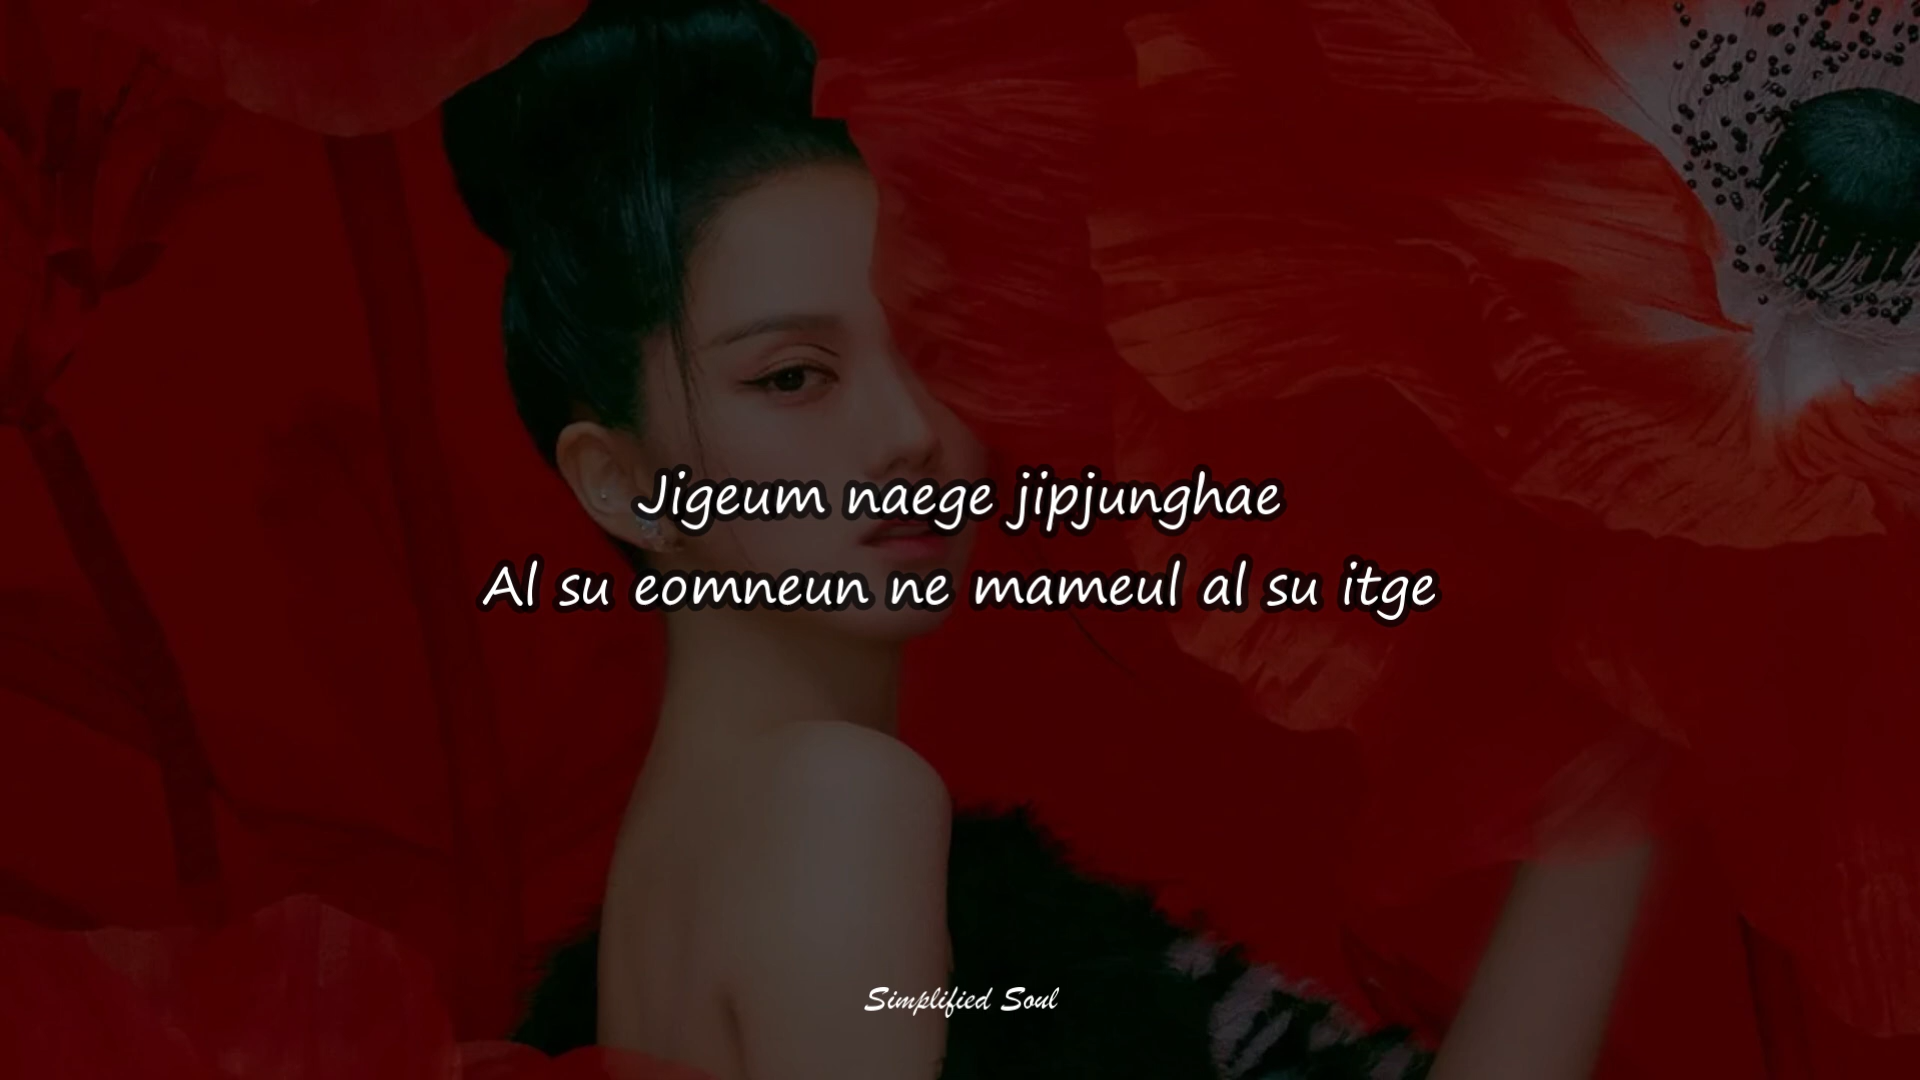 Jigeum naege jipjunghae
Al su eomneun ne mameul al su itge
Simplified Soul